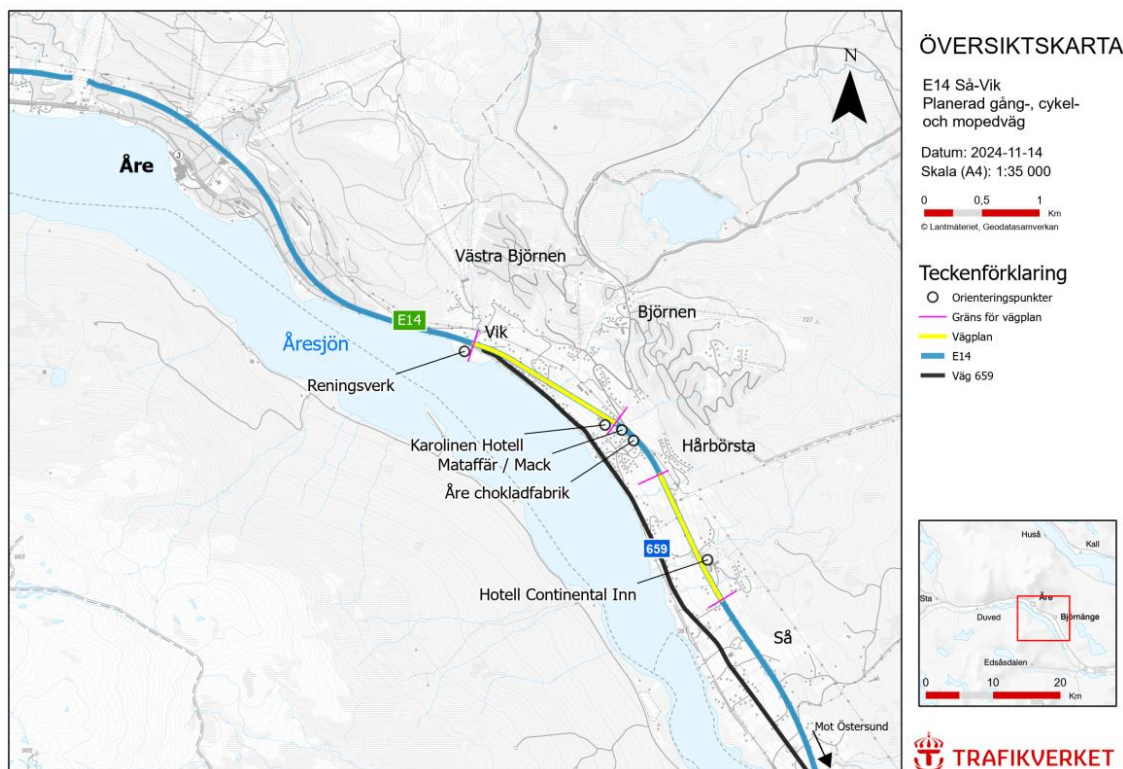 ÖVERSIKTSKARTA
E14 Så-Vik
Planerad gång-, cykel-
och mopedväg
Datum: 2024-11-14
Skala (A4): 1:35 000
0 0,5 1
Km
© Lantmäteriet, Geodatasamverkan
Teckenförklaring
Orienteringspunkter
Gräns för vägplan
Vägplan
E14
Väg 659
N
Åre
Västra Björnen
Björnen
E14
Vik
Åresjön
Reningsverk
Karolinen Hotell
Mataffär / Mack
Hårbörsta
Åre chokladfabrik
659
Hotell Continental Inn
Så
Mot Östersund
727
Huså
Kall
Sta
Åre
Duved
Björnänge
Edsåsdalen
0 10 20
Km
TRAFIKVERKET